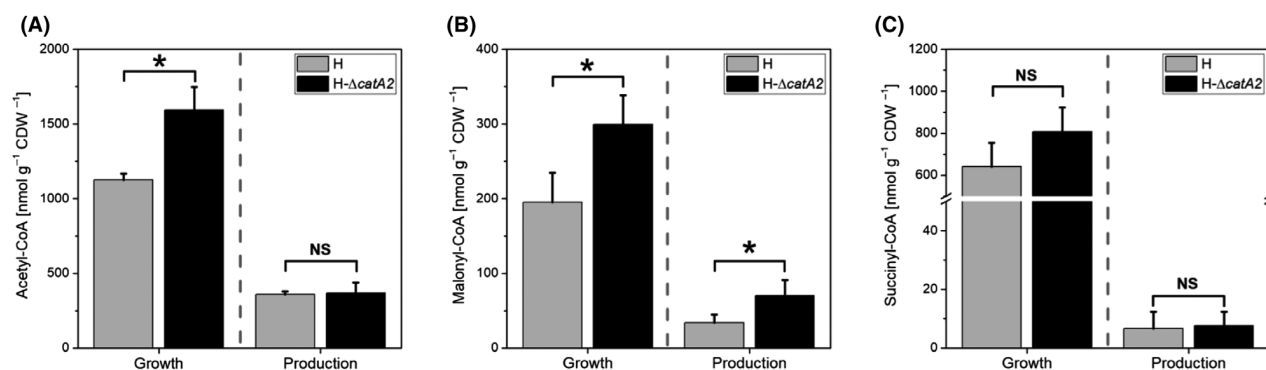 (A)
Acetyl-CoA [nmol g⁻¹ CDW⁻¹]
2000
1500
1000
500
0
*
NS
H
H-ΔcatA2
Growth
Production
(B)
Malonyl-CoA [nmol g⁻¹ CDW⁻¹]
400
300
200
100
0
*
*
H
H-ΔcatA2
Growth
Production
(C)
Succinyl-CoA [nmol g⁻¹ CDW⁻¹]
1200
1000
800
600
40
20
0
NS
NS
H
H-ΔcatA2
Growth
Production